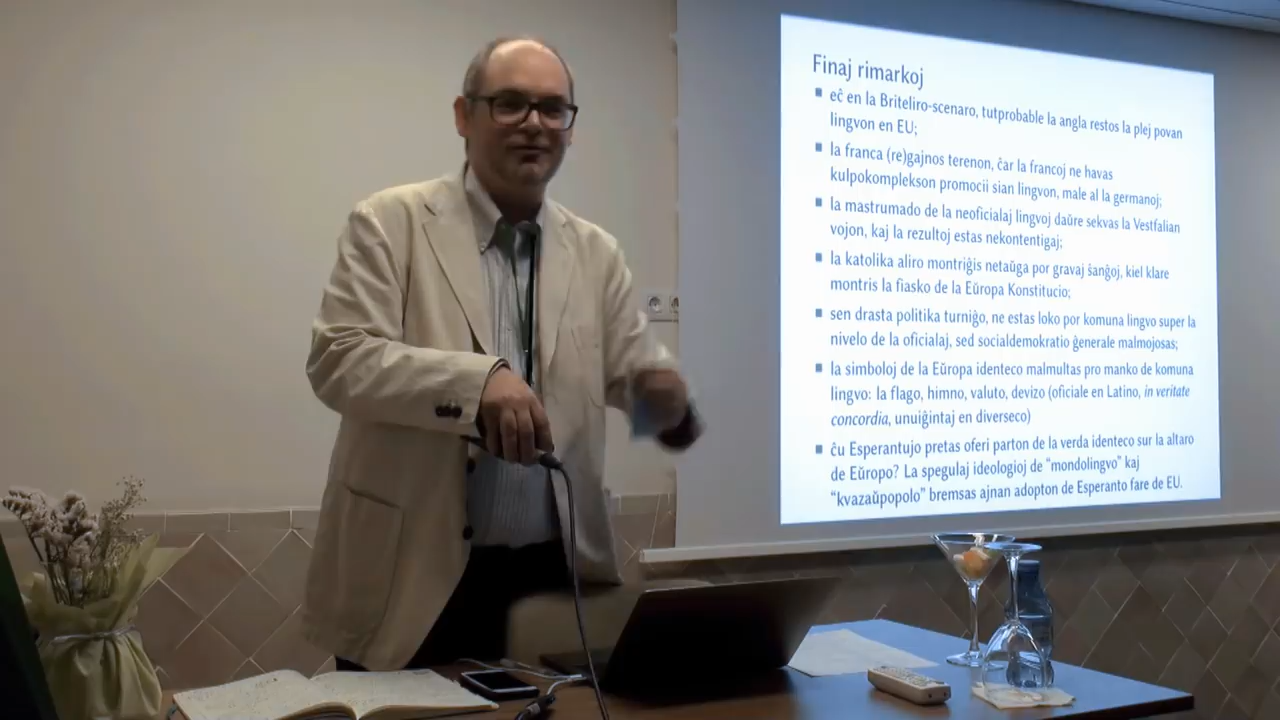 Finaj rimarkoj
▪ eĉ en la Briteliro-scenaro, tutprobable la angla restos la plej povan
lingvon en EU;
▪ la franca (re)gajnos terenon, ĉar la francoj ne havas
kulpokomplekson promocii sian lingvon, male al la germanoj;
▪ la mastrumado de la neoficialaj lingvoj daŭre sekvas la Vestfalian
vojon, kaj la rezultoj estas nekontentigaj;
▪ la katolika aliro montriĝis netaŭga por gravaj ŝanĝoj, kiel klare
montris la fiasko de la Eŭropa Konstitucio;
▪ sen drasta politika turniĝo, ne estas loko por komuna lingvo super la
nivelo de la oficialaj, sed socialdemokratio ĝenerale malmojosas;
▪ la simboloj de la Eŭropa identeco malmultas pro manko de komuna
lingvo: la flago, himno, valuto, devizo (oficiale en Latino, in veritate
concordia, unuiĝintaj en diverseco)
▪ ĉu Esperantujo pretas oferi parton de la verda identeco sur la altaro
de Eŭropo? La spegulaj ideologioj de “mondolingvo” kaj
“kvazaŭpopolo” bremsas ajnan adopton de Esperanto fare de EU.